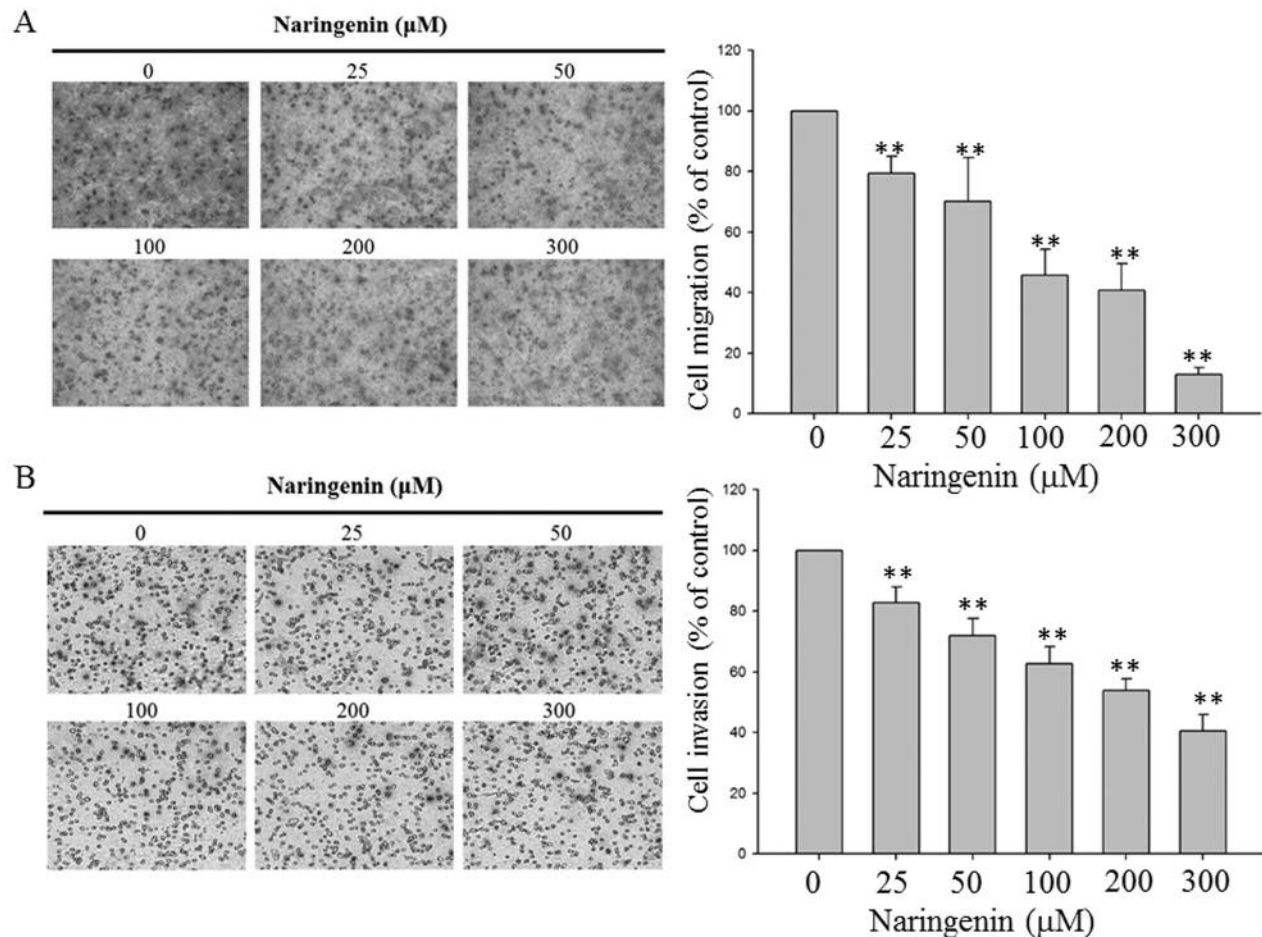 A
Naringenin (μM)
0 25 50
100 200 300
120
100
80
60
40
20
0
Cell migration (% of control)
** ** ** ** **
0 25 50 100 200 300
Naringenin (μM)
B
Naringenin (μM)
0 25 50
100 200 300
120
100
80
60
40
20
0
Cell invasion (% of control)
** ** ** ** **
0 25 50 100 200 300
Naringenin (μM)